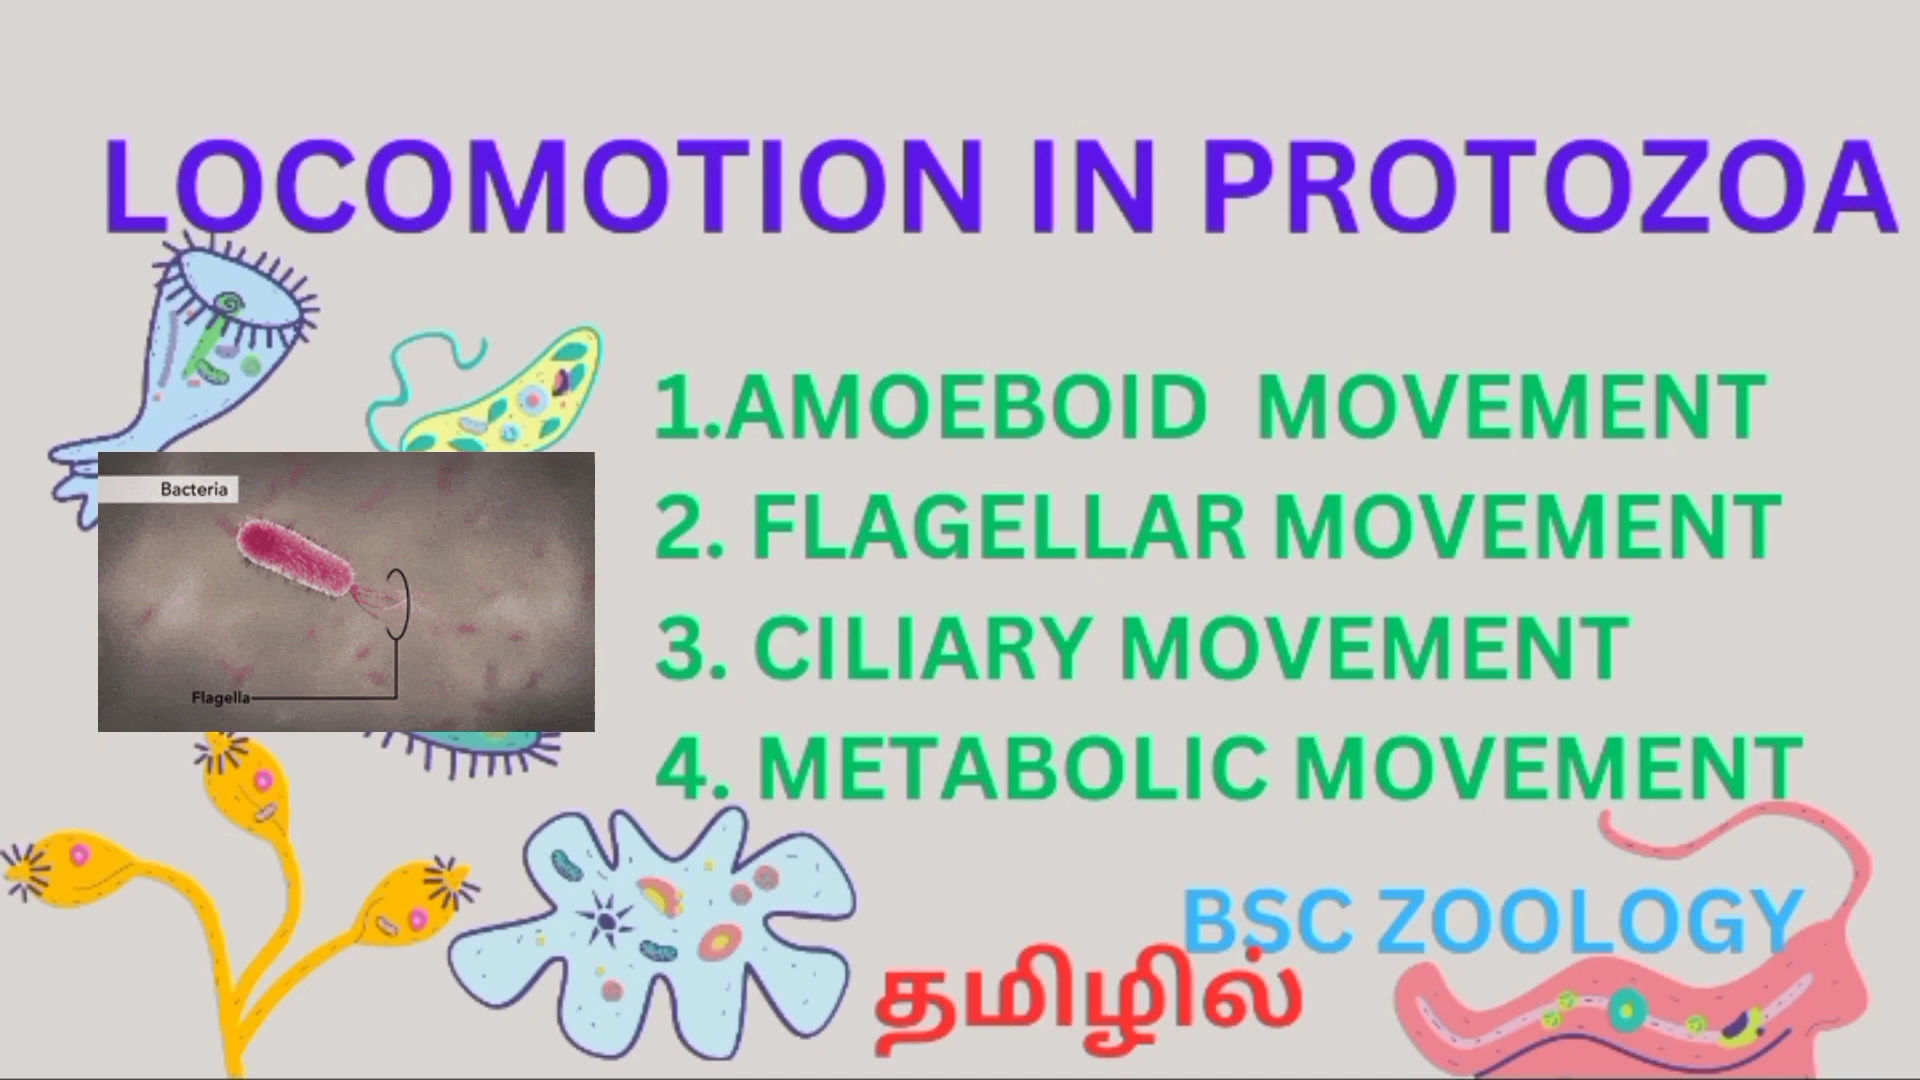 LOCOMOTION IN PROTOZOA
1.AMOEBOID MOVEMENT
2. FLAGELLAR MOVEMENT
3. CILIARY MOVEMENT
4. METABOLIC MOVEMENT
Bacteria
Flagella
BSC ZOOLOGY
தமிழில்